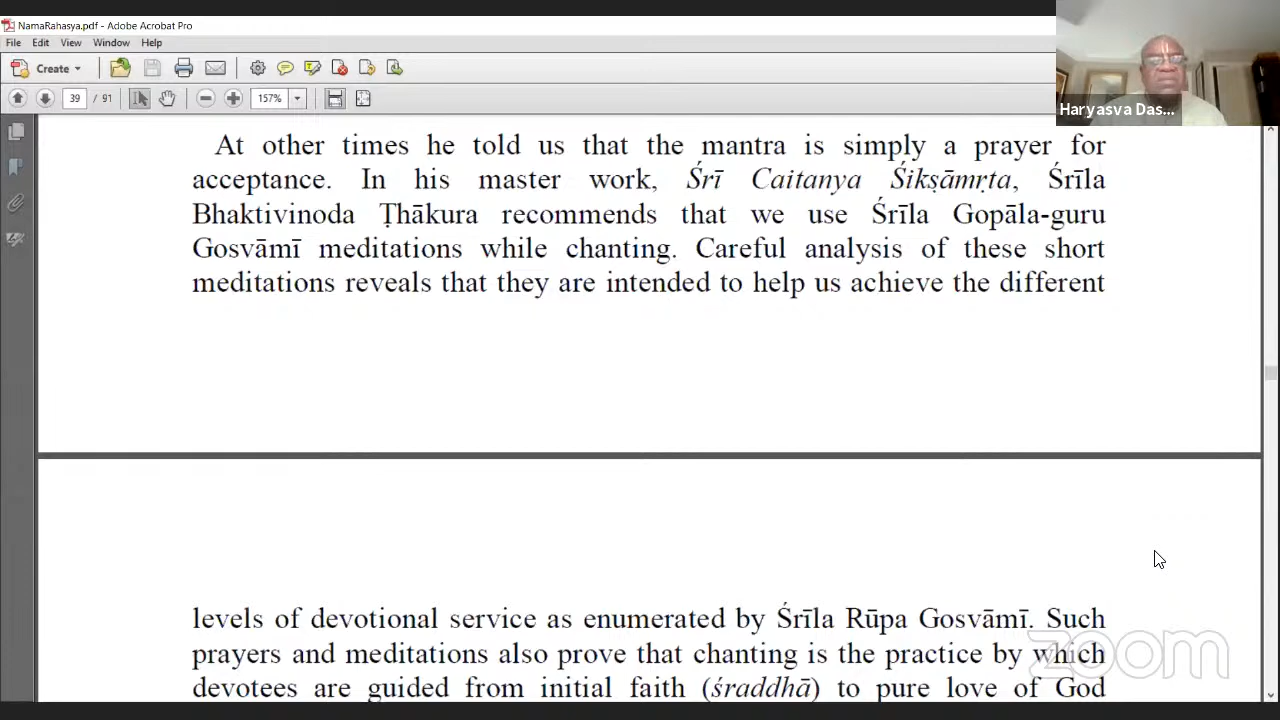 NamaRahasya.pdf - Adobe Acrobat Pro
File Edit View Window Help
Create
39 / 91 157%
Haryasva Das...
At other times he told us that the mantra is simply a prayer for
acceptance. In his master work, Śrī Caitanya Śikṣāmṛta, Śrīla
Bhaktivinoda Ṭhākura recommends that we use Śrīla Gopāla-guru
Gosvāmī meditations while chanting. Careful analysis of these short
meditations reveals that they are intended to help us achieve the different
levels of devotional service as enumerated by Śrīla Rūpa Gosvāmī. Such
prayers and meditations also prove that chanting is the practice by which
devotees are guided from initial faith (śraddhā) to pure love of God
zoom